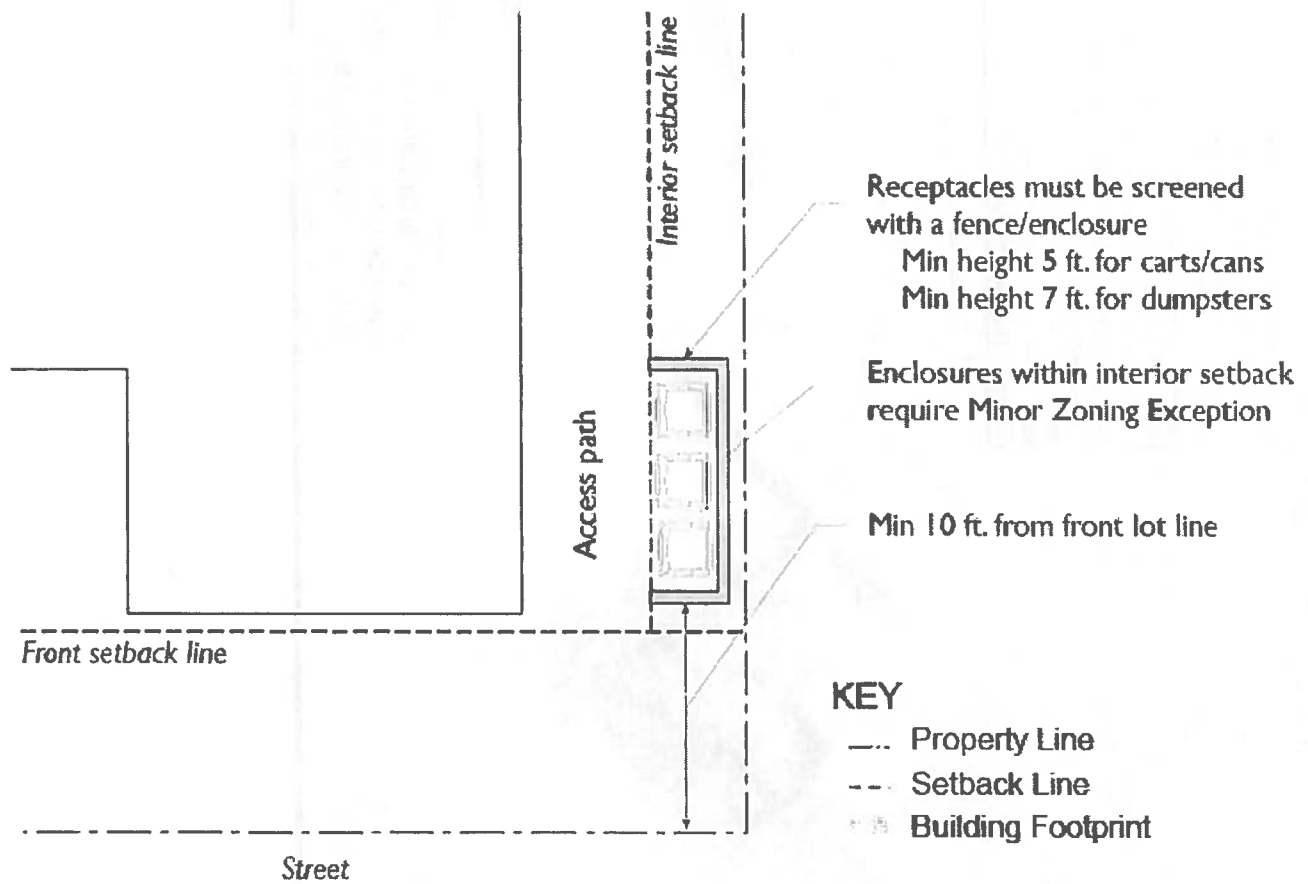 Interior setback line
Receptacles must be screened
with a fence/enclosure
Min height 5 ft. for carts/cans
Min height 7 ft. for dumpsters
Enclosures within interior setback
require Minor Zoning Exception
Access path
Min 10 ft. from front lot line
Front setback line
KEY
Property Line
Setback Line
Building Footprint
Street